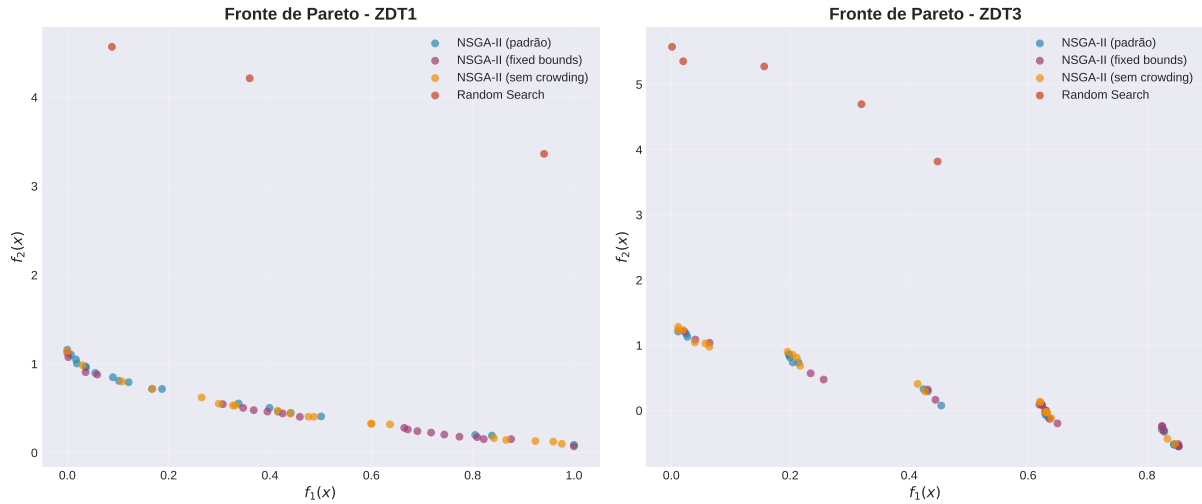 Fronte de Pareto - ZDT1
NSGA-II (padrão)
NSGA-II (fixed bounds)
NSGA-II (sem crowding)
Random Search
4
3
2
1
0
f₂(x)
0.0 0.2 0.4 0.6 0.8 1.0
f₁(x)
Fronte de Pareto - ZDT3
NSGA-II (padrão)
NSGA-II (fixed bounds)
NSGA-II (sem crowding)
Random Search
5
4
3
2
1
0
f₂(x)
0.0 0.2 0.4 0.6 0.8
f₁(x)